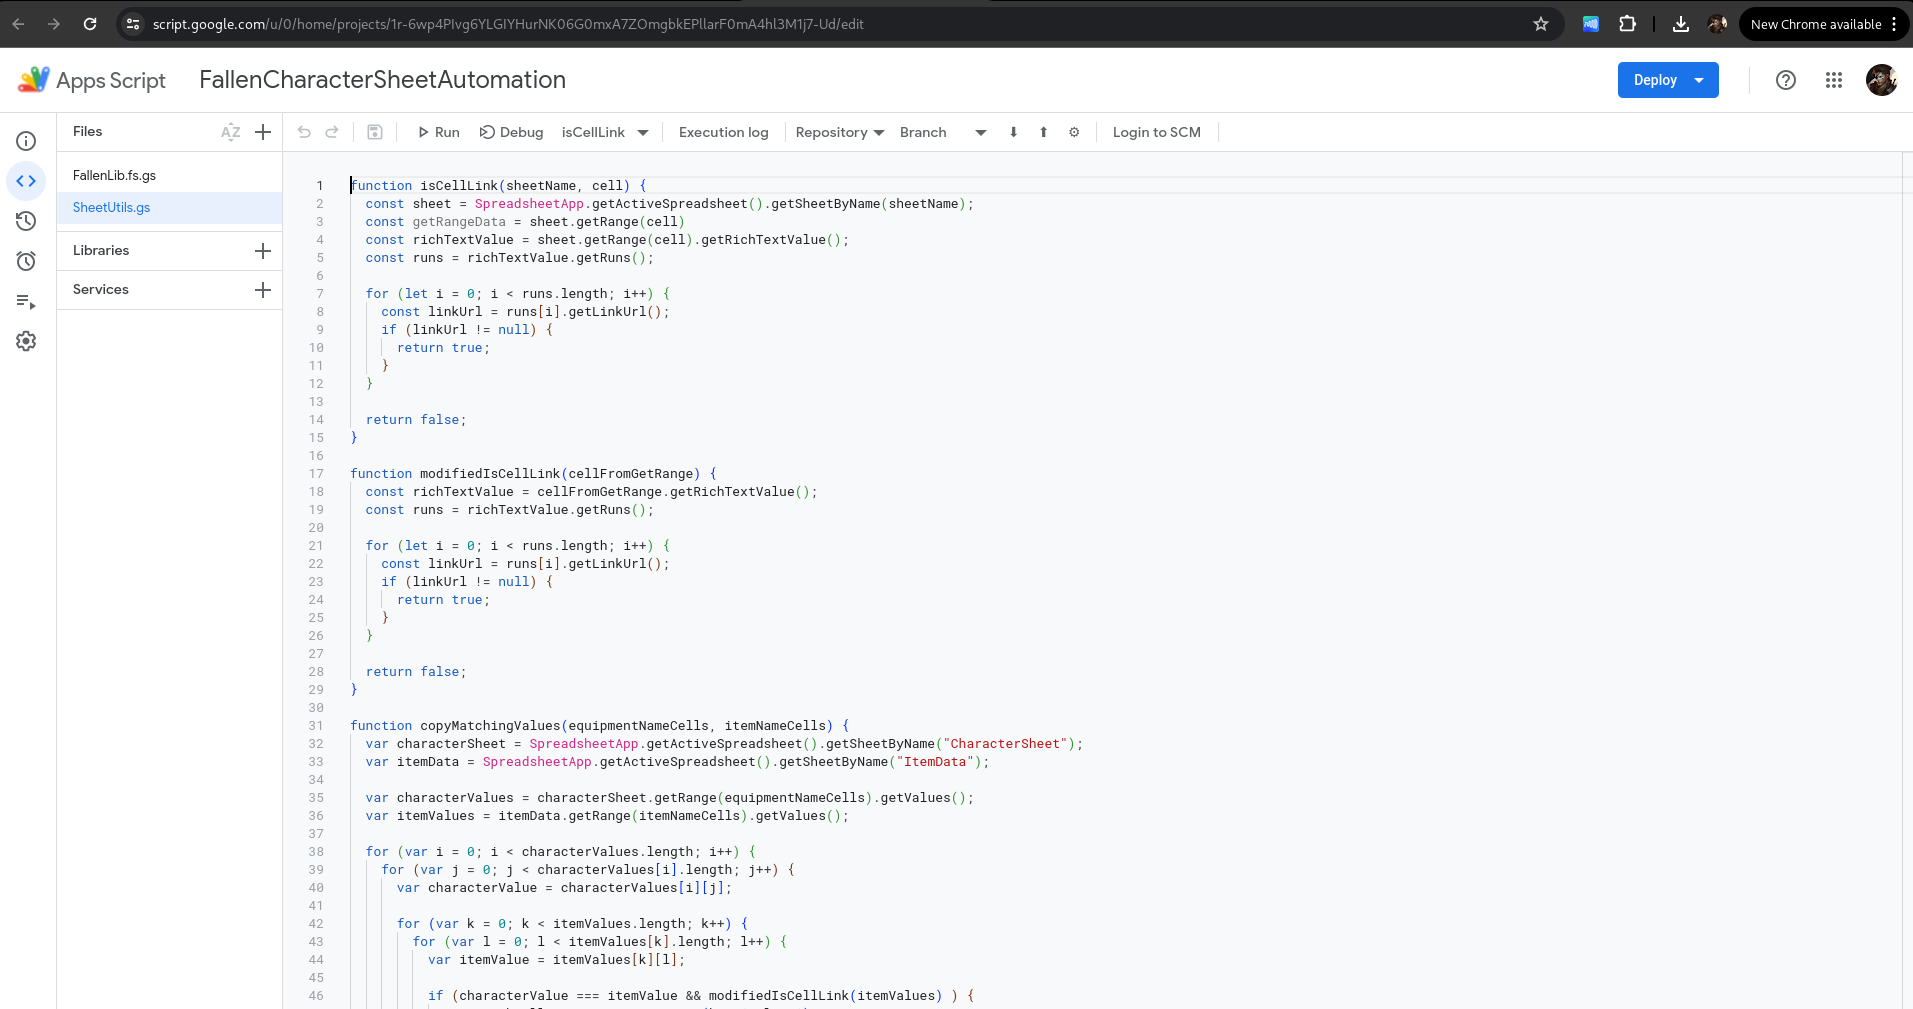 script.google.com/u/0/home/projects/1r-6wp4PIvg6YLGIYHurNK06G0mxA7ZOmgbkEPllarF0mA4hl3M1j7-Ud/edit
New Chrome available
Apps Script
FallenCharacterSheetAutomation
Deploy
Files
AZ
Run
Debug
isCellLink
Execution log
Repository
Branch
Login to SCM
FallenLib.fs.gs
SheetUtils.gs
Libraries
Services
1 function isCellLink(sheetName, cell) {
2 const sheet = SpreadsheetApp.getActiveSpreadsheet().getSheetByName(sheetName);
3 const getRangeData = sheet.getRange(cell)
4 const richTextValue = sheet.getRange(cell).getRichTextValue();
5 const runs = richTextValue.getRuns();
6
7 for (let i = 0; i < runs.length; i++) {
8 const linkUrl = runs[i].getLinkUrl();
9 if (linkUrl != null) {
10 return true;
11 }
12 }
13
14 return false;
15 }
16
17 function modifiedIsCellLink(cellFromGetRange) {
18 const richTextValue = cellFromGetRange.getRichTextValue();
19 const runs = richTextValue.getRuns();
20
21 for (let i = 0; i < runs.length; i++) {
22 const linkUrl = runs[i].getLinkUrl();
23 if (linkUrl != null) {
24 return true;
25 }
26 }
27
28 return false;
29 }
30
31 function copyMatchingValues(equipmentNameCells, itemNameCells) {
32 var characterSheet = SpreadsheetApp.getActiveSpreadsheet().getSheetByName("CharacterSheet");
33 var itemData = SpreadsheetApp.getActiveSpreadsheet().getSheetByName("ItemData");
34
35 var characterValues = characterSheet.getRange(equipmentNameCells).getValues();
36 var itemValues = itemData.getRange(itemNameCells).getValues();
37
38 for (var i = 0; i < characterValues.length; i++) {
39 for (var j = 0; j < characterValues[i].length; j++) {
40 var characterValue = characterValues[i][j];
41
42 for (var k = 0; k < itemValues.length; k++) {
43 for (var l = 0; l < itemValues[k].length; l++) {
44 var itemValue = itemValues[k][l];
45
46 if (characterValue === itemValue && modifiedIsCellLink(itemValues) ) {